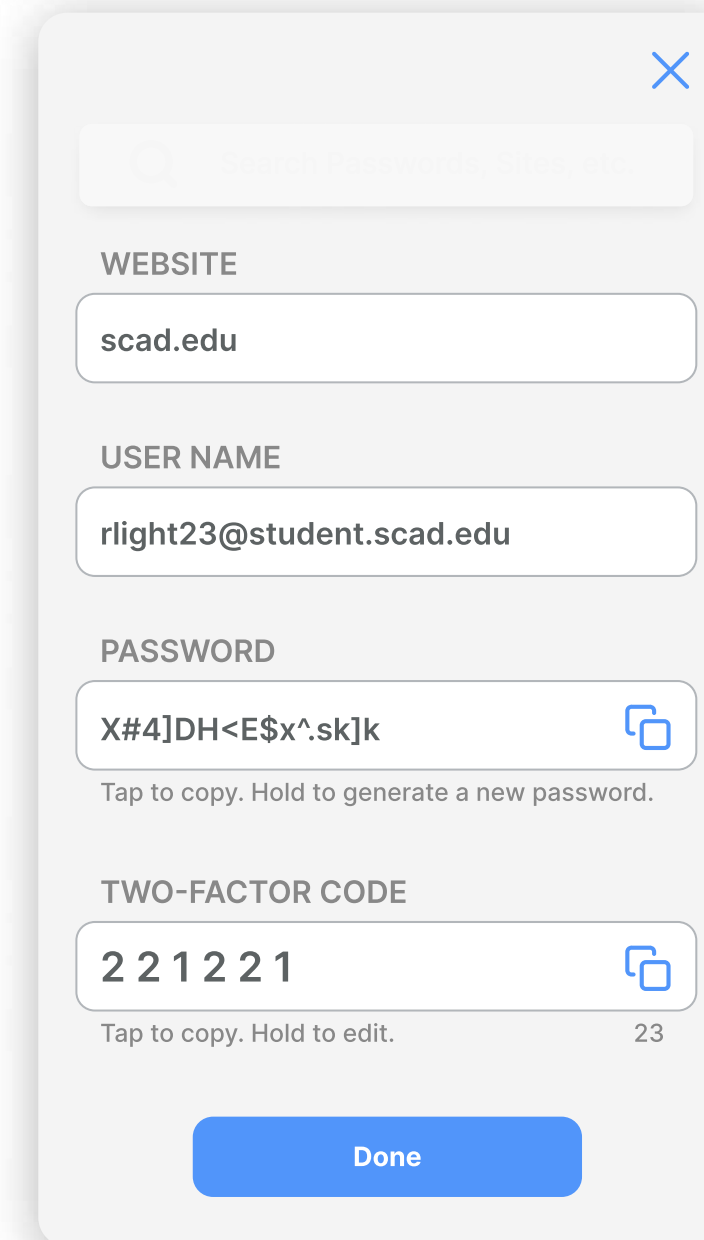 Search Passwords, Sites, etc.
WEBSITE
scad.edu
USER NAME
rlight23@student.scad.edu
PASSWORD
X#4]DH<E$x^.sk]k
Tap to copy. Hold to generate a new password.
TWO-FACTOR CODE
2 2 1 2 2 1
Tap to copy. Hold to edit. 23
Done